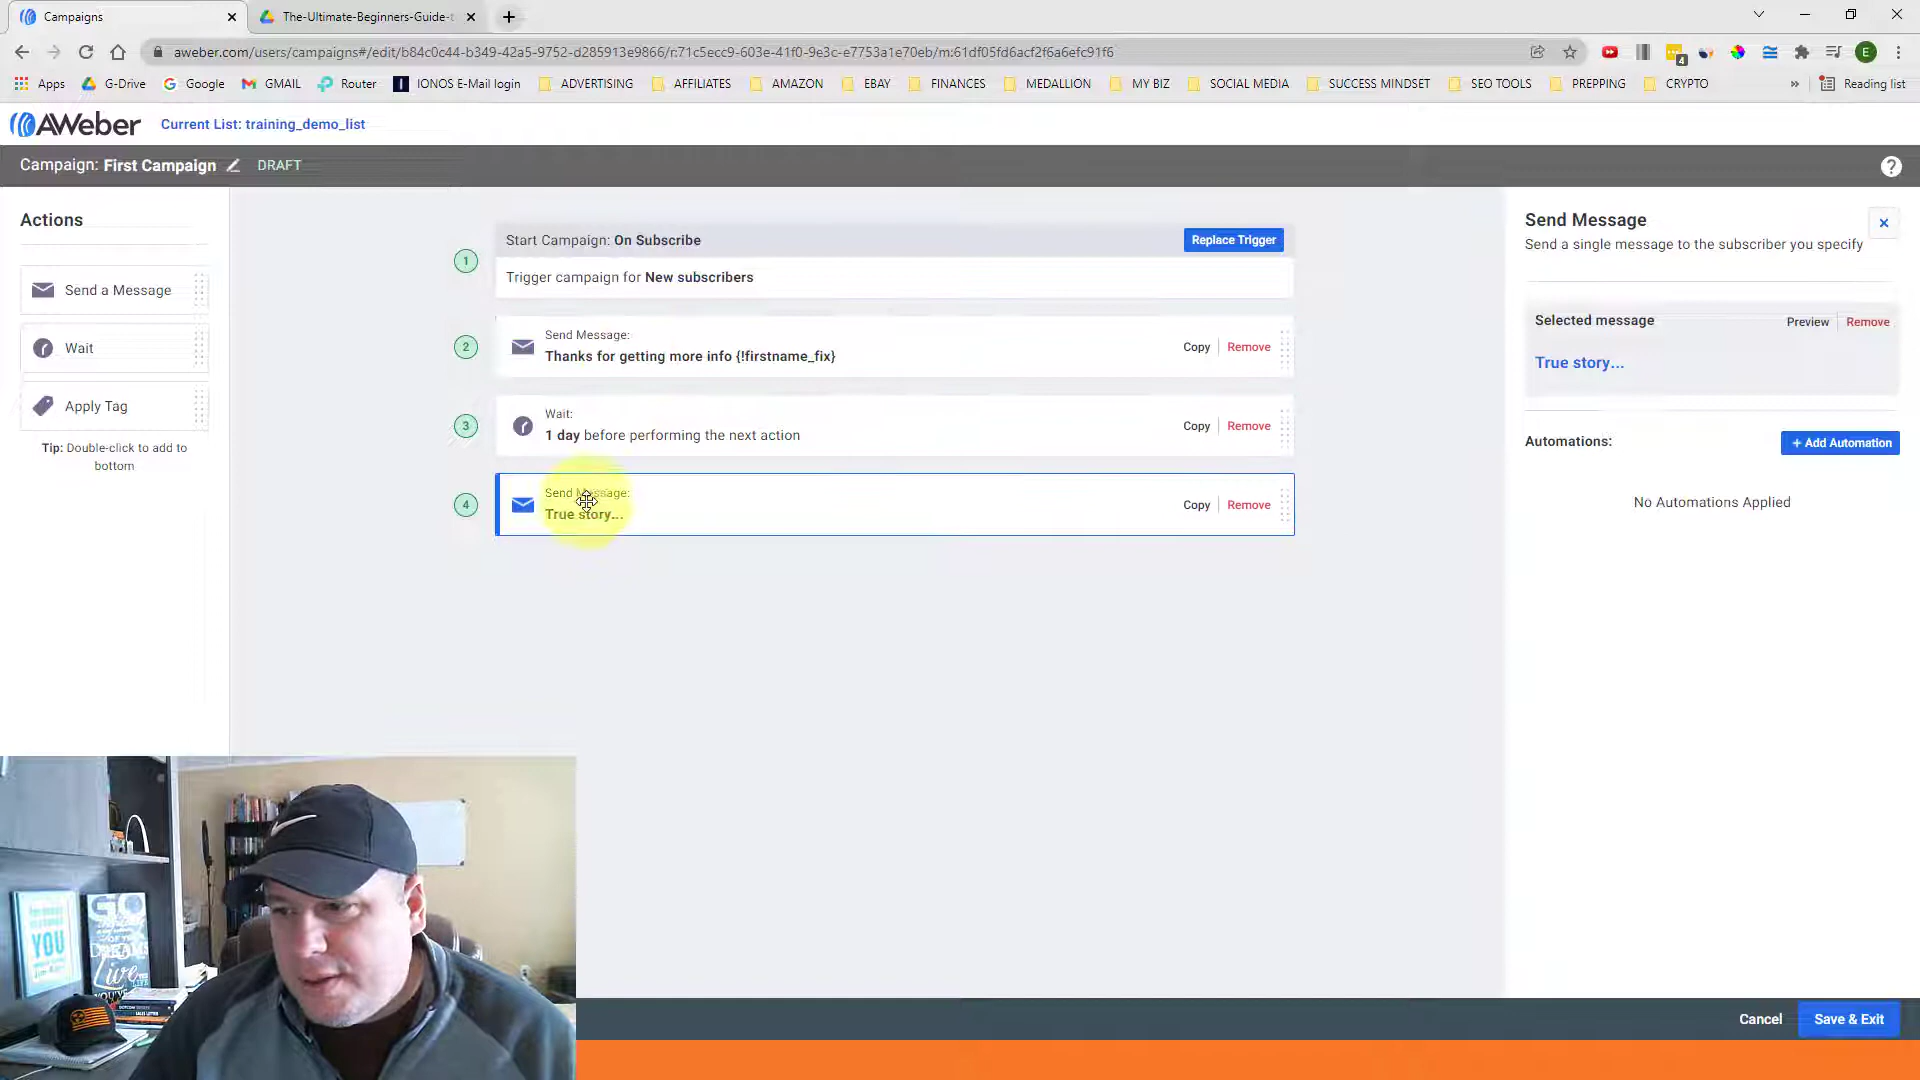 Campaigns
The-Ultimate-Beginners-Guide-t
aweber.com/users/campaigns#/edit/b84c0c44-b349-42a5-9752-d285913e9866/r:71c5ecc9-603e-41f0-9e3c-e7753a1e70eb/m:61df05fd6acf2f6a6efc91f6
4
E
Apps
G-Drive
Google
GMAIL
Router
IONOS E-Mail login
ADVERTISING
AFFILIATES
AMAZON
EBAY
FINANCES
MEDALLION
MY BIZ
SOCIAL MEDIA
SUCCESS MINDSET
SEO TOOLS
PREPPING
CRYPTO
»
Reading list
AWeber
Current List: training_demo_list
Campaign: First Campaign
DRAFT
?
Actions
Send a Message
Wait
Apply Tag
Tip: Double-click to add to
bottom
1
Start Campaign: On Subscribe
Replace Trigger
Trigger campaign for New subscribers
2
Send Message:
Thanks for getting more info {!firstname_fix}
Copy
Remove
3
Wait:
1 day before performing the next action
Copy
Remove
4
Send Message:
True story...
Copy
Remove
Send Message
Send a single message to the subscriber you specify
Selected message
Preview
Remove
True story...
Automations:
+ Add Automation
No Automations Applied
YOU
GO
DREAMS
Live
Cancel
Save & Exit